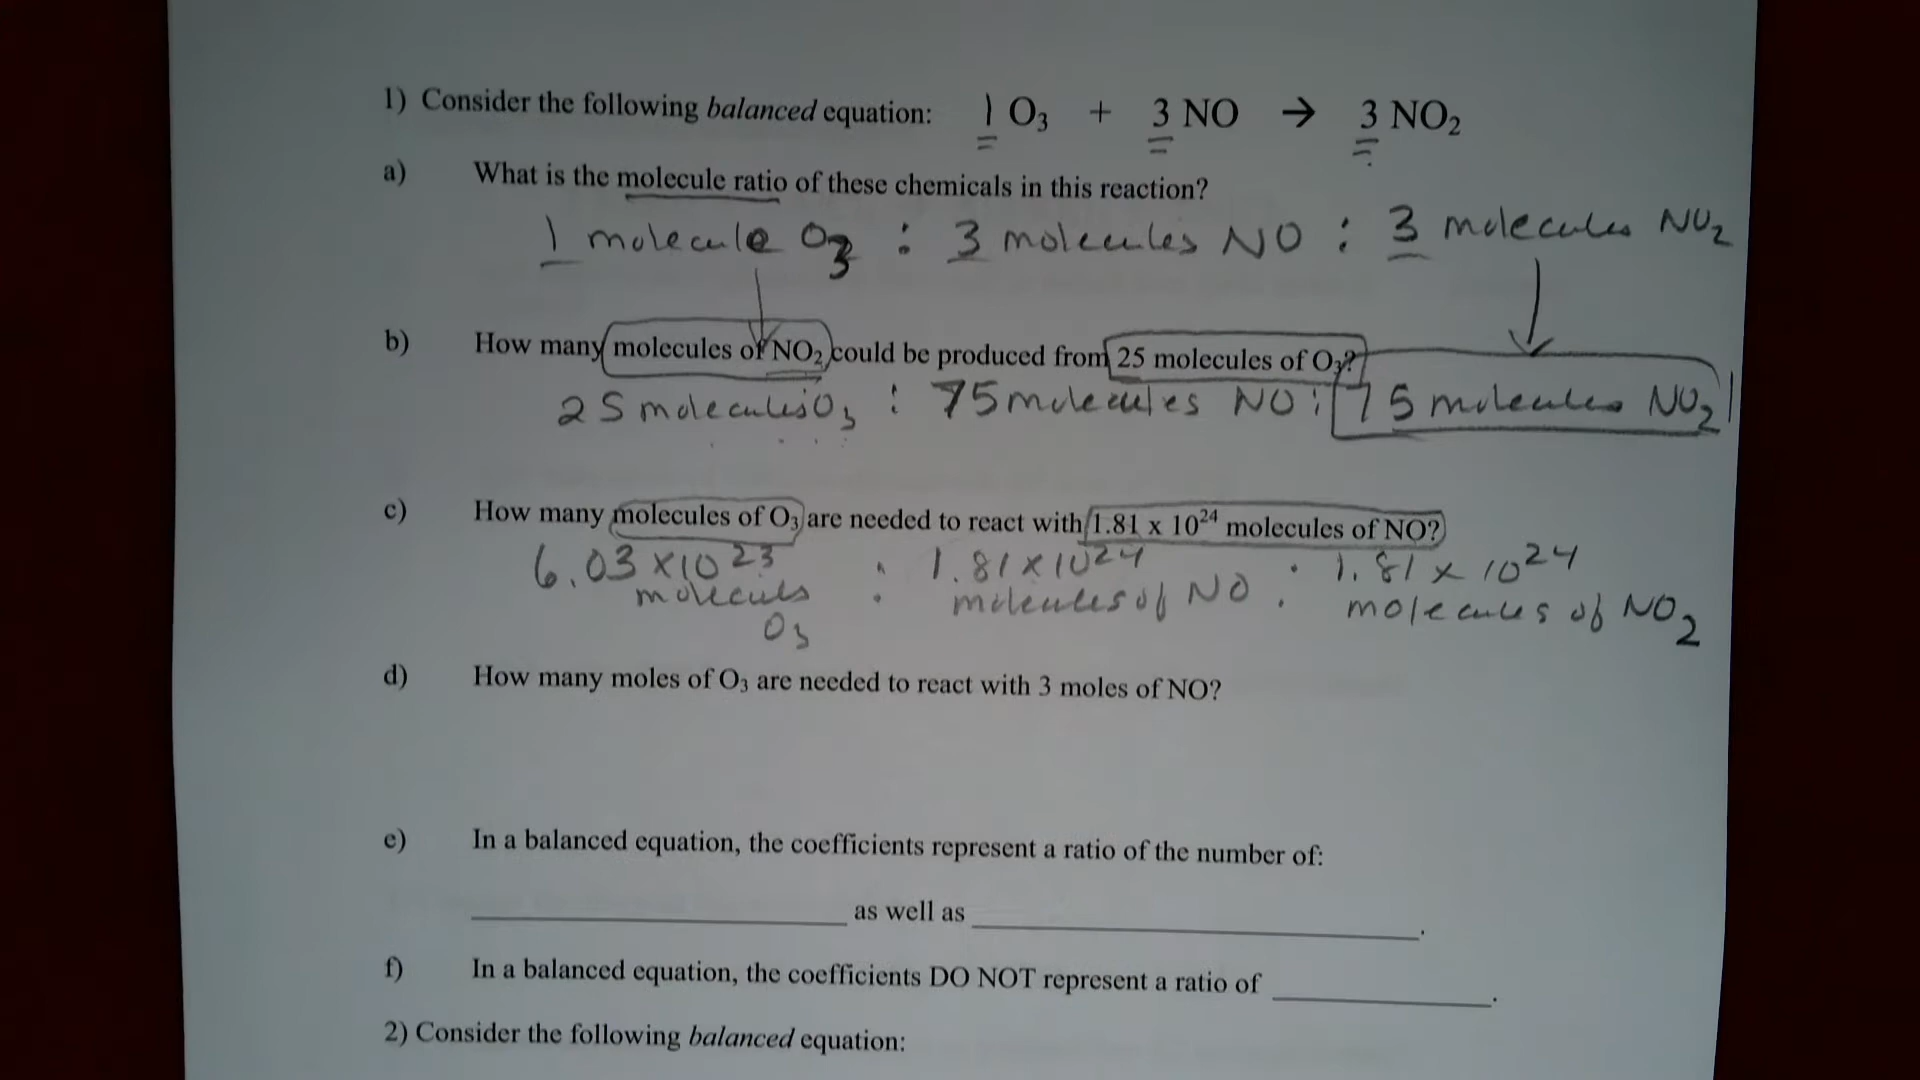 1) Consider the following balanced equation: 1 O₃ + 3 NO → 3 NO₂
a) What is the molecule ratio of these chemicals in this reaction?
1 molecule O₃ : 3 molecules NO : 3 molecules NO₂
b) How many molecules of NO₂ could be produced from 25 molecules of O₃?
25 molecules O₃ : 75 molecules NO : 75 molecules NO₂
c) How many molecules of O₃ are needed to react with 1.81 x 10²⁴ molecules of NO?
6.03 x 10²³ : 1.81 x 10²⁴ : 1.81 x 10²⁴
molecules molecules of NO molecules of NO₂
O₃
d) How many moles of O₃ are needed to react with 3 moles of NO?
e) In a balanced equation, the coefficients represent a ratio of the number of:
as well as .
f) In a balanced equation, the coefficients DO NOT represent a ratio of .
2) Consider the following balanced equation: